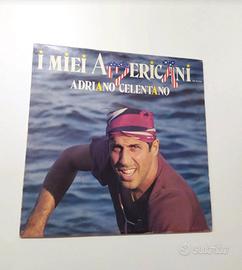 I MIEI AMERICANI
ADRIANO CELENTANO
subito